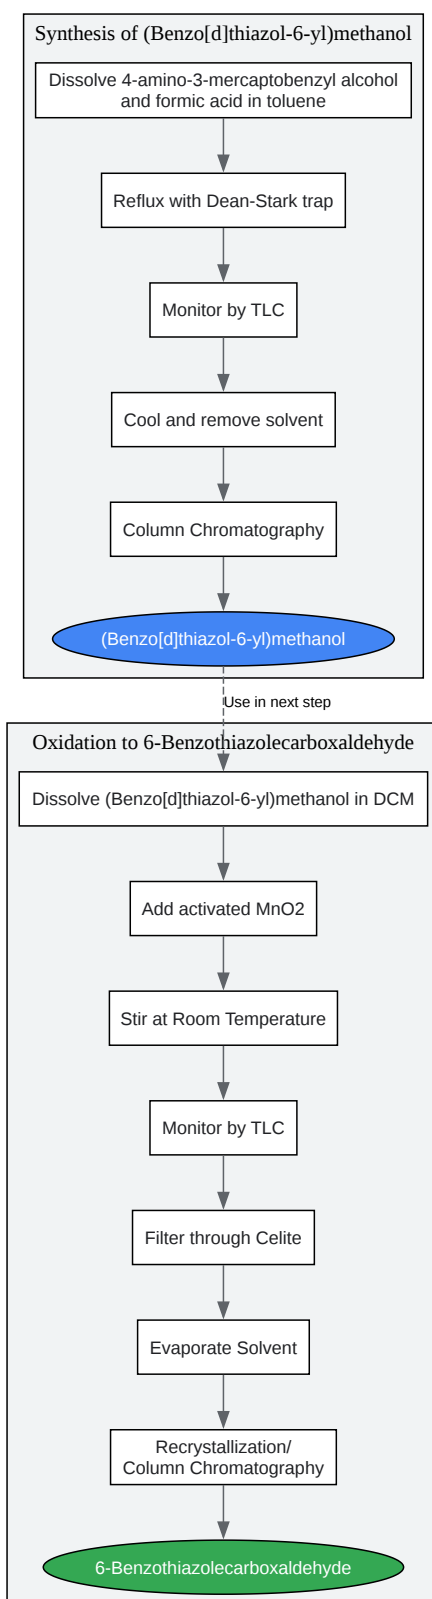 Synthesis of (Benzo[d]thiazol-6-yl)methanol
Dissolve 4-amino-3-mercaptobenzyl alcohol
and formic acid in toluene
Reflux with Dean-Stark trap
Monitor by TLC
Cool and remove solvent
Column Chromatography
(Benzo[d]thiazol-6-yl)methanol
Use in next step
Oxidation to 6-Benzothiazolecarboxaldehyde
Dissolve (Benzo[d]thiazol-6-yl)methanol in DCM
Add activated MnO2
Stir at Room Temperature
Monitor by TLC
Filter through Celite
Evaporate Solvent
Recrystallization/
Column Chromatography
6-Benzothiazolecarboxaldehyde